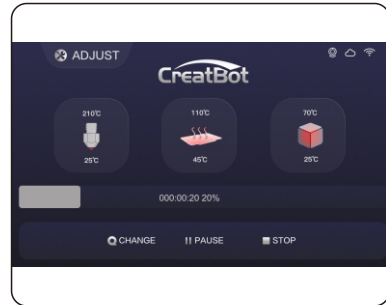 ADJUST
CreatBot
210℃ 110℃ 70℃
25℃ 45℃ 25℃
000:00:20 20%
CHANGE PAUSE STOP